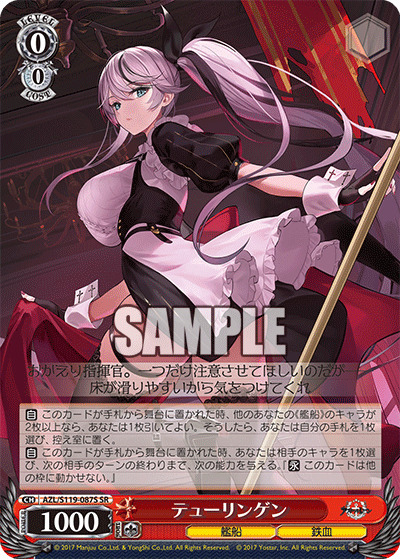 LEVEL
0
0
COST
SAMPLE
おかえり指揮官。一つだけ注意させてほしいのだが─
床が滑りやすいから気をつけてくれ
自 このカードが手札から舞台に置かれた時、他のあなたの《艦船》のキャラが
2枚以上なら、あなたは1枚引いてよい。そうしたら、あなたは自分の手札を1枚
選び、控え室に置く。
自 このカードが手札から舞台に置かれた時、あなたは相手のキャラを1枚
選び、次の相手のターンの終わりまで、次の能力を与える。『永 このカードは他
の枠に動かせない。』
CH AZL/S119-087S SR
テューリンゲン
1000
艦船
鉄血
© 2017 Manjuu Co.,Ltd. & YongShi Co.,Ltd. All Rights Reserved. © 2017 Yostar, Inc. All Rights Reserved.